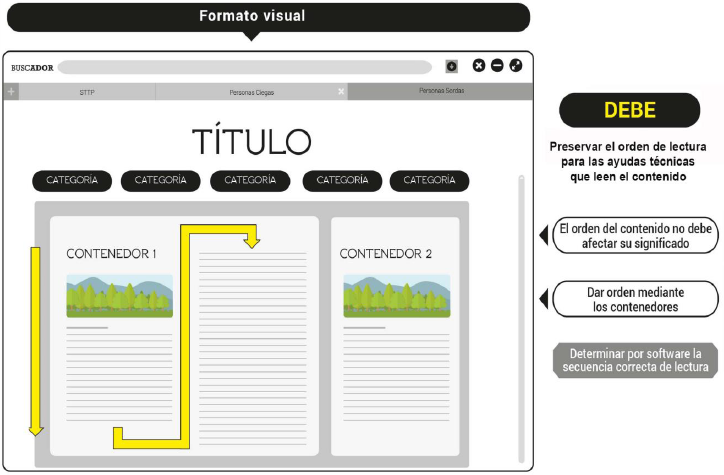 Formato visual
BUSCADOR
+
STTP
Personas Ciegas
Personas Sordas
TÍTULO
CATEGORÍA
CATEGORÍA
CATEGORÍA
CATEGORÍA
CATEGORÍA
CONTENEDOR 1
CONTENEDOR 2
DEBE
Preservar el orden de lectura
para las ayudas técnicas
que leen el contenido
El orden del contenido no debe
afectar su significado
Dar orden mediante
los contenedores
Determinar por software la
secuencia correcta de lectura